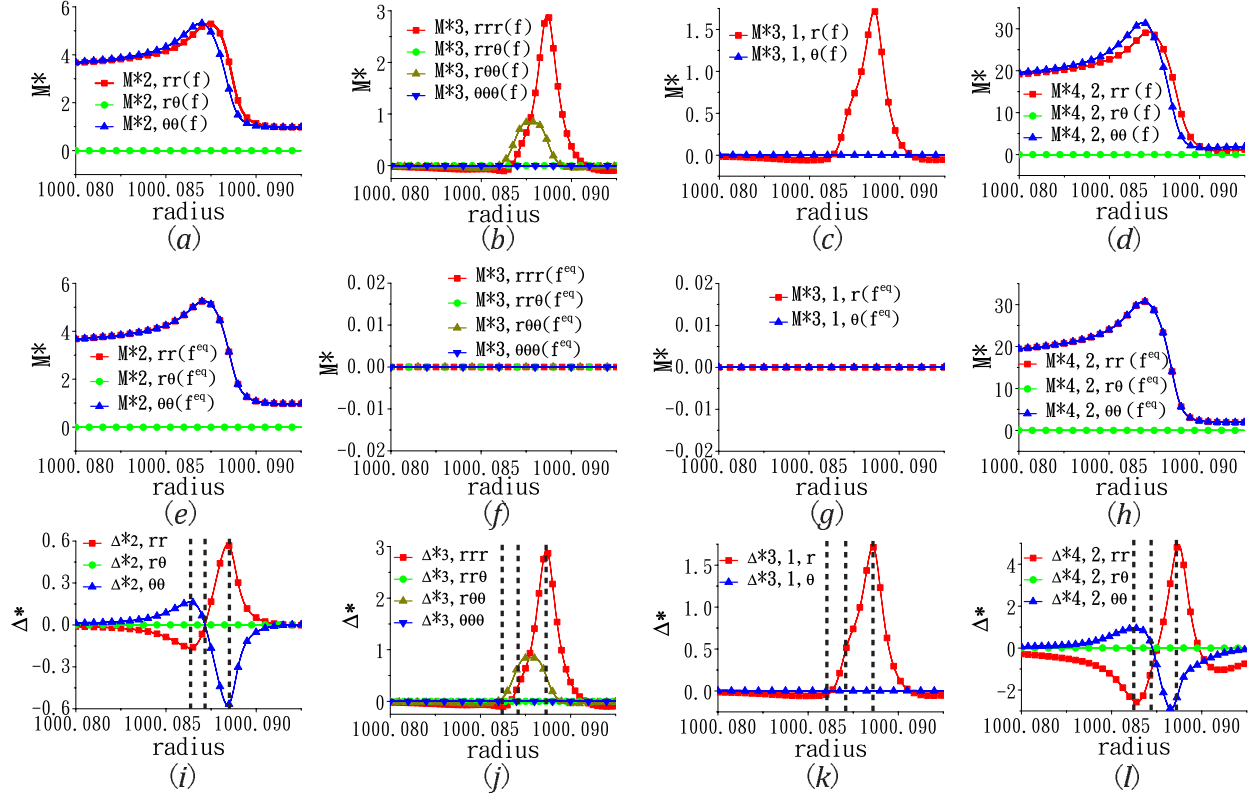 M*
6
4
2
0
M*2, rr(f)
M*2, rθ(f)
M*2, θθ(f)
1000.080 1000.085 1000.090
radius
(a)
M*
3
2
1
0
M*3, rrr(f)
M*3, rrθ(f)
M*3, rθθ(f)
M*3, θθθ(f)
1000.080 1000.085 1000.090
radius
(b)
M*
1.5
1.0
0.5
0.0
M*3, 1, r(f)
M*3, 1, θ(f)
1000.080 1000.085 1000.090
radius
(c)
M*
30
20
10
0
M*4, 2, rr(f)
M*4, 2, rθ(f)
M*4, 2, θθ(f)
1000.080 1000.085 1000.090
radius
(d)
M*
6
4
2
0
M*2, rr(f^eq)
M*2, rθ(f^eq)
M*2, θθ(f^eq)
1000.080 1000.085 1000.090
radius
(e)
M*
0.02
0.01
0.00
-0.01
-0.02
M*3, rrr(f^eq)
M*3, rrθ(f^eq)
M*3, rθθ(f^eq)
M*3, θθθ(f^eq)
1000.080 1000.085 1000.090
radius
(f)
M*
0.02
0.01
0.00
-0.01
-0.02
M*3, 1, r(f^eq)
M*3, 1, θ(f^eq)
1000.080 1000.085 1000.090
radius
(g)
M*
30
20
10
0
M*4, 2, rr(f^eq)
M*4, 2, rθ(f^eq)
M*4, 2, θθ(f^eq)
1000.080 1000.085 1000.090
radius
(h)
Δ*
0.6
0.3
0.0
-0.3
-0.6
Δ*2, rr
Δ*2, rθ
Δ*2, θθ
1000.080 1000.085 1000.090
radius
(i)
Δ*
3
2
1
0
Δ*3, rrr
Δ*3, rrθ
Δ*3, rθθ
Δ*3, θθθ
1000.080 1000.085 1000.090
radius
(j)
Δ*
1.5
1.0
0.5
0.0
Δ*3, 1, r
Δ*3, 1, θ
1000.080 1000.085 1000.090
radius
(k)
Δ*
4
2
0
-2
Δ*4, 2, rr
Δ*4, 2, rθ
Δ*4, 2, θθ
1000.080 1000.085 1000.090
radius
(l)